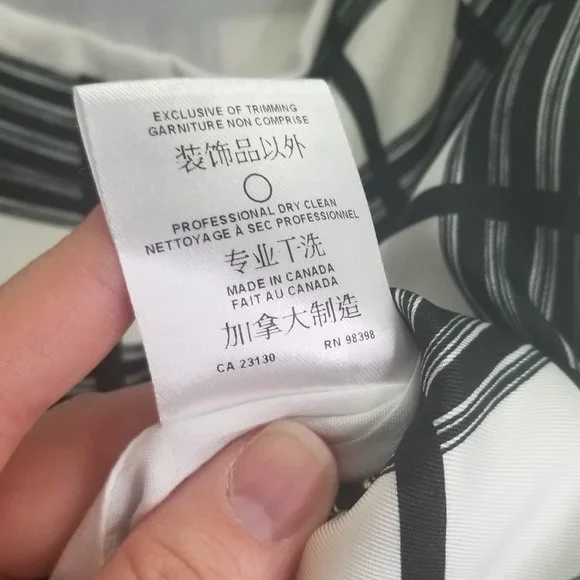 EXCLUSIVE OF TRIMMING
GARNITURE NON COMPRISE
装饰品以外
PROFESSIONAL DRY CLEAN
NETTOYAGE À SEC PROFESSIONNEL
专业干洗
MADE IN CANADA
FAIT AU CANADA
加拿大制造
CA 23130 RN 98398